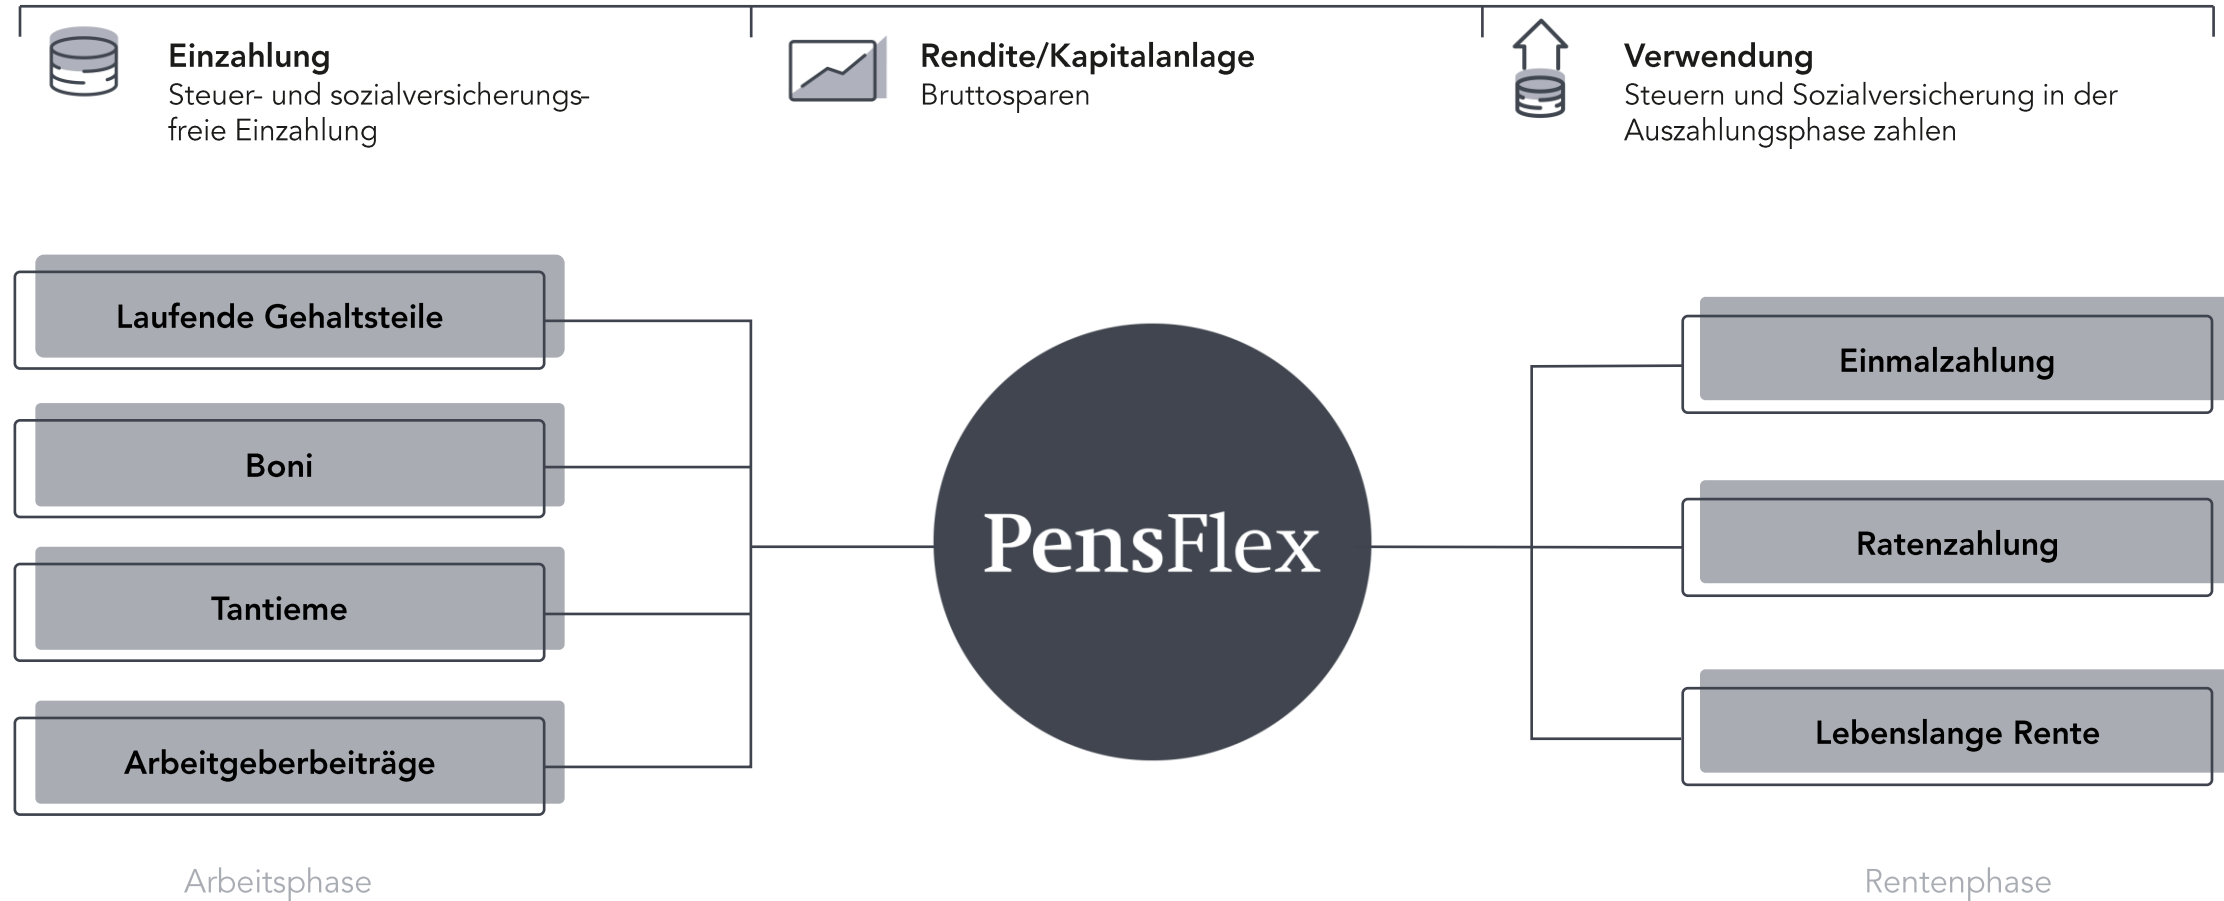 Einzahlung
Steuer- und sozialversicherungs-
freie Einzahlung
Rendite/Kapitalanlage
Bruttosparen
Verwendung
Steuern und Sozialversicherung in der
Auszahlungsphase zahlen
Laufende Gehaltsteile
Boni
Tantieme
Arbeitgeberbeiträge
PensFlex
Einmalzahlung
Ratenzahlung
Lebenslange Rente
Arbeitsphase
Rentenphase